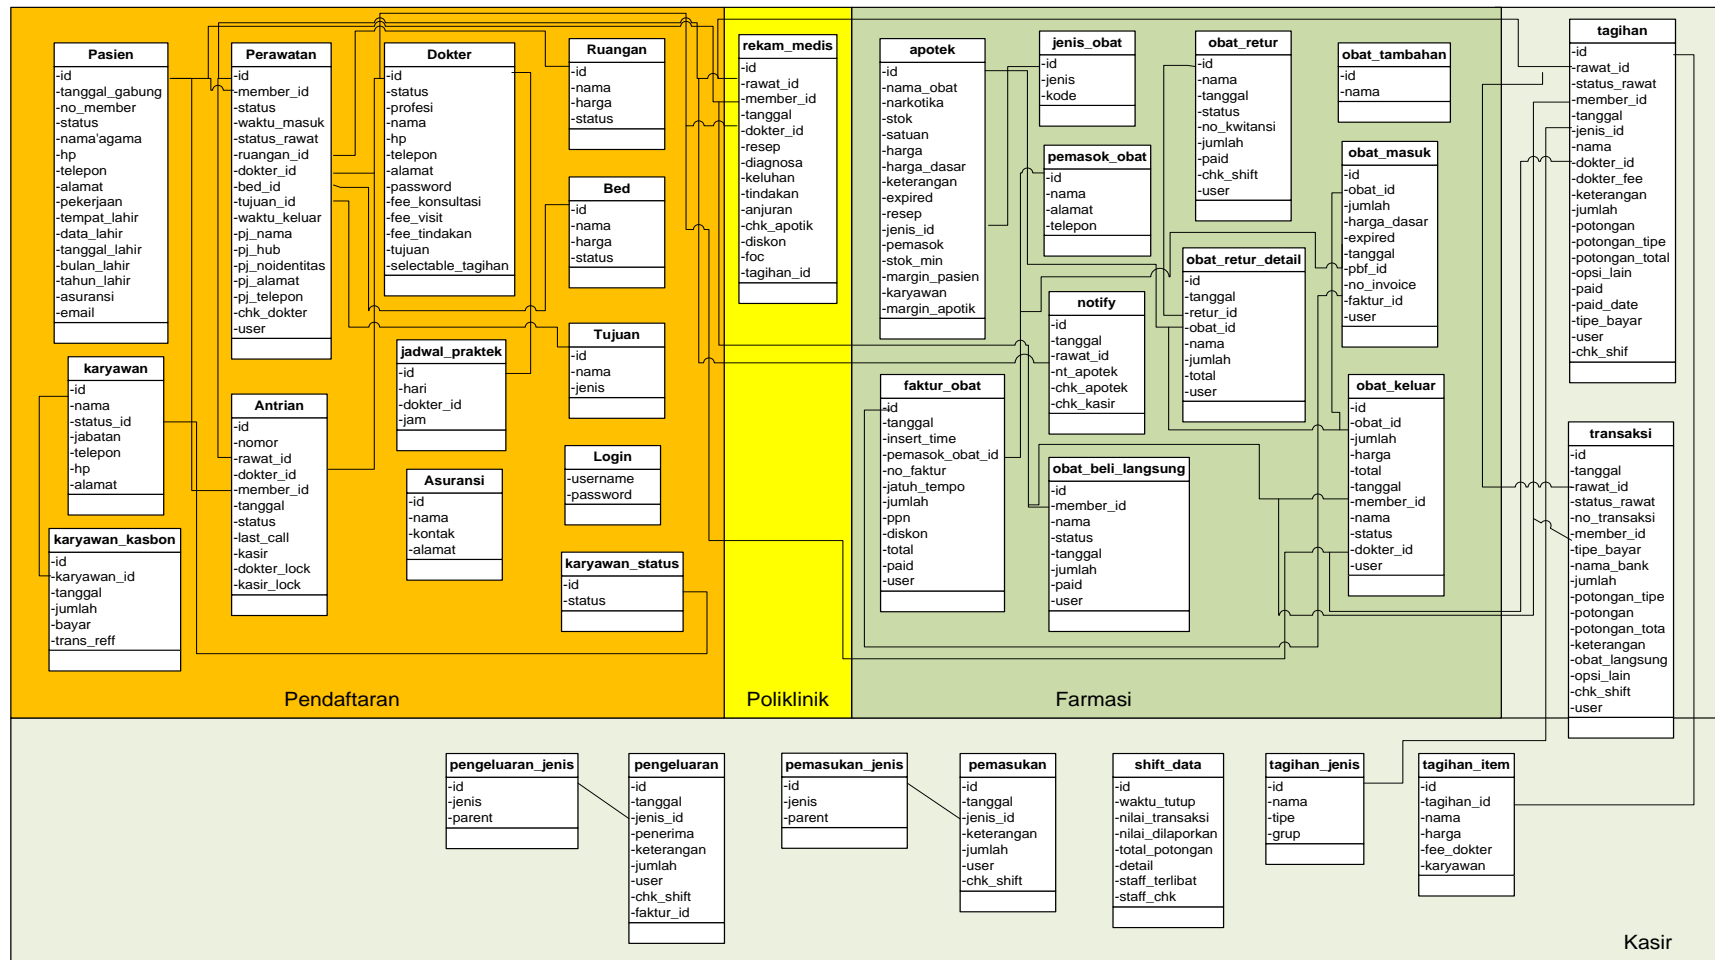 Pasien
-id
-tanggal_gabung
-no_member
-status
-nama'agama
-hp
-telepon
-alamat
-pekerjaan
-tempat_lahir
-data_lahir
-tanggal_lahir
-bulan_lahir
-tahun_lahir
-asuransi
-email
Perawatan
-id
-member_id
-status
-waktu_masuk
-status_rawat
-ruangan_id
-dokter_id
-bed_id
-tujuan_id
-waktu_keluar
-pj_nama
-pj_hub
-pj_noidentitas
-pj_alamat
-pj_telepon
-chk_dokter
-user
Dokter
-id
-status
-profesi
-nama
-hp
-telepon
-alamat
-password
-fee_konsultasi
-fee_visit
-fee_tindakan
-tujuan
-selectable_tagihan
Ruangan
-id
-nama
-harga
-status
Bed
-id
-nama
-harga
-status
Tujuan
-id
-nama
-jenis
jadwal_praktek
-id
-hari
-dokter_id
-jam
karyawan
-id
-nama
-status_id
-jabatan
-telepon
-hp
-alamat
Antrian
-id
-nomor
-rawat_id
-dokter_id
-member_id
-tanggal
-status
-last_call
-kasir
-dokter_lock
-kasir_lock
Login
-username
-password
Asuransi
-id
-nama
-kontak
-alamat
karyawan_kasbon
-id
-karyawan_id
-tanggal
-jumlah
-bayar
-trans_reff
karyawan_status
-id
-status
Pendaftaran
rekam_medis
-id
-rawat_id
-member_id
-tanggal
-dokter_id
-resep
-diagnosa
-keluhan
-tindakan
-anjuran
-chk_apotik
-diskon
-foc
-tagihan_id
Poliklinik
apotek
-id
-nama_obat
-narkotika
-stok
-satuan
-harga
-harga_dasar
-keterangan
-expired
-resep
-jenis_id
-pemasok
-stok_min
-margin_pasien
-karyawan
-margin_apotik
jenis_obat
-id
-jenis
-kode
pemasok_obat
-id
-nama
-alamat
-telepon
obat_retur
-id
-nama
-tanggal
-status
-no_kwitansi
-jumlah
-paid
-chk_shift
-user
obat_tambahan
-id
-nama
obat_masuk
-id
-obat_id
-jumlah
-harga_dasar
-expired
-tanggal
-pbf_id
-no_invoice
-faktur_id
-user
obat_retur_detail
-id
-tanggal
-retur_id
-obat_id
-nama
-jumlah
-total
-user
notify
-id
-tanggal
-rawat_id
-nt_apotek
-chk_apotek
-chk_kasir
faktur_obat
-id
-tanggal
-insert_time
-pemasok_obat_id
-no_faktur
-jatuh_tempo
-jumlah
-ppn
-diskon
-total
-paid
-user
obat_beli_langsung
-id
-member_id
-nama
-status
-tanggal
-jumlah
-paid
-user
obat_keluar
-id
-obat_id
-jumlah
-harga
-total
-tanggal
-member_id
-nama
-status
-dokter_id
-user
Farmasi
tagihan
-id
-rawat_id
-status_rawat
-member_id
-tanggal
-jenis_id
-nama
-dokter_id
-dokter_fee
-keterangan
-jumlah
-potongan
-potongan_tipe
-potongan_total
-opsi_lain
-paid
-paid_date
-tipe_bayar
-user
-chk_shif
transaksi
-id
-tanggal
-rawat_id
-status_rawat
-no_transaksi
-member_id
-tipe_bayar
-nama_bank
-jumlah
-potongan_tipe
-potongan
-potongan_tota
-keterangan
-obat_langsung
-opsi_lain
-chk_shift
-user
pengeluaran_jenis
-id
-jenis
-parent
pengeluaran
-id
-tanggal
-jenis_id
-penerima
-keterangan
-jumlah
-user
-chk_shift
-faktur_id
pemasukan_jenis
-id
-jenis
-parent
pemasukan
-id
-tanggal
-jenis_id
-keterangan
-jumlah
-user
-chk_shift
shift_data
-id
-waktu_tutup
-nilai_transaksi
-nilai_dilaporkan
-total_potongan
-detail
-staff_terlibat
-staff_chk
tagihan_jenis
-id
-nama
-tipe
-grup
tagihan_item
-id
-tagihan_id
-nama
-harga
-fee_dokter
-karyawan
Kasir